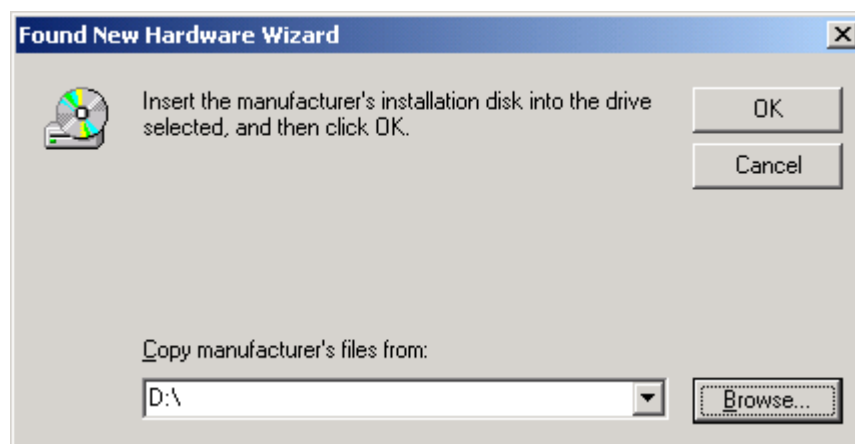 Found New Hardware Wizard
Insert the manufacturer's installation disk into the drive
selected, and then click OK.
OK
Cancel
Copy manufacturer's files from:
D:\
Browse...